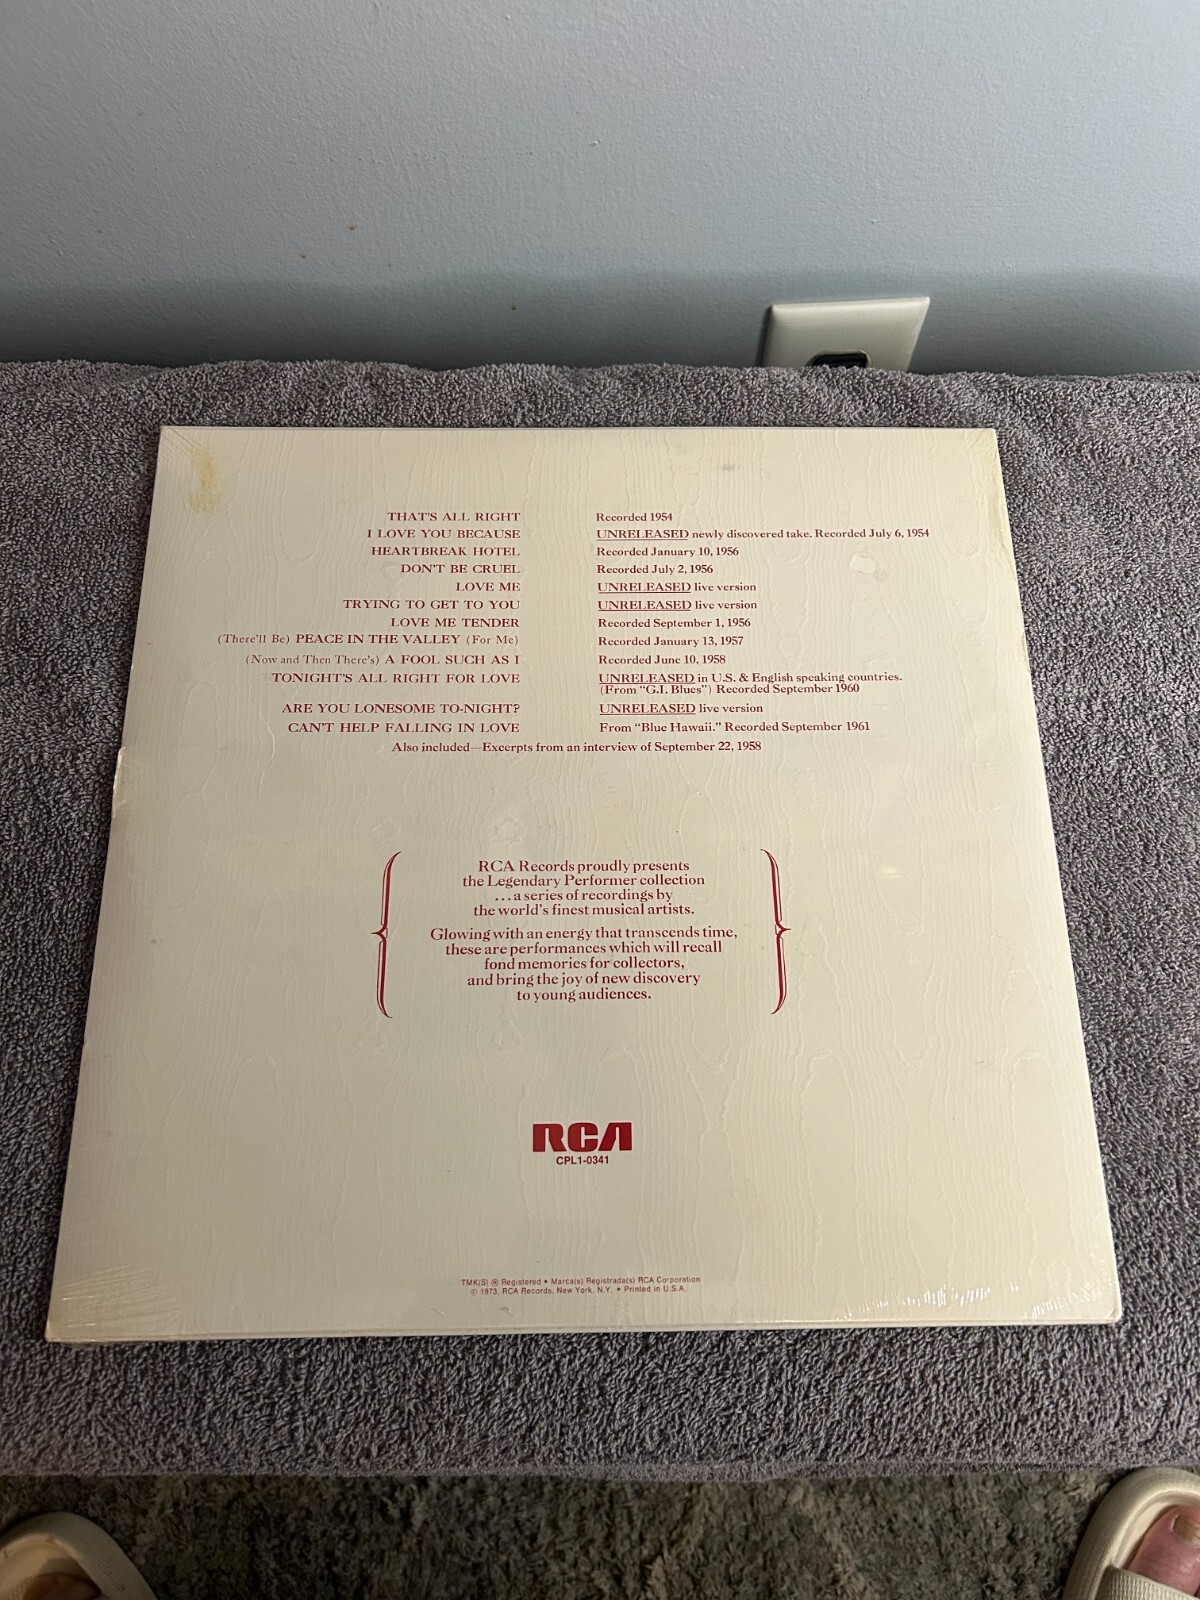 THAT'S ALL RIGHT Recorded 1954
I LOVE YOU BECAUSE UNRELEASED newly discovered take. Recorded July 6, 1954
HEARTBREAK HOTEL Recorded January 10, 1956
DON'T BE CRUEL Recorded July 2, 1956
LOVE ME UNRELEASED live version
TRYING TO GET TO YOU UNRELEASED live version
LOVE ME TENDER Recorded September 1, 1956
(There'll Be) PEACE IN THE VALLEY (For Me) Recorded January 13, 1957
(Now and Then There's) A FOOL SUCH AS I Recorded June 10, 1958
TONIGHT'S ALL RIGHT FOR LOVE UNRELEASED in U.S. & English speaking countries.
(From "G.I. Blues") Recorded September 1960
ARE YOU LONESOME TO-NIGHT? UNRELEASED live version
CAN'T HELP FALLING IN LOVE From "Blue Hawaii." Recorded September 1961
Also included—Excerpts from an interview of September 22, 1958
RCA Records proudly presents
the Legendary Performer collection
...a series of recordings by
the world's finest musical artists.
Glowing with an energy that transcends time,
these are performances which will recall
fond memories for collectors,
and bring the joy of new discovery
to young audiences.
RCA
CPL1-0341
TMK(S) ® Registered • Marca(s) Registrada(s) RCA Corporation
© 1973, RCA Records, New York, N.Y. • Printed in U.S.A.